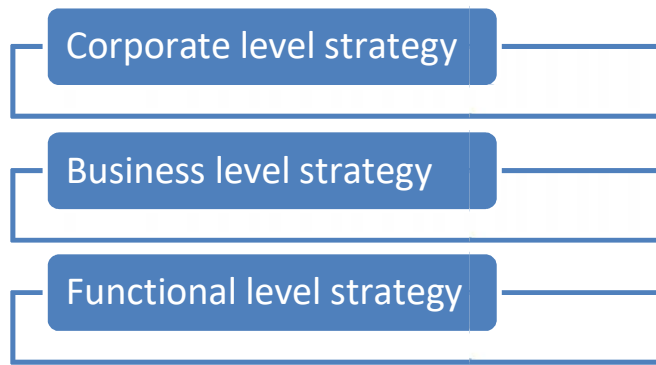 Corporate level strategy
Business level strategy
Functional level strategy